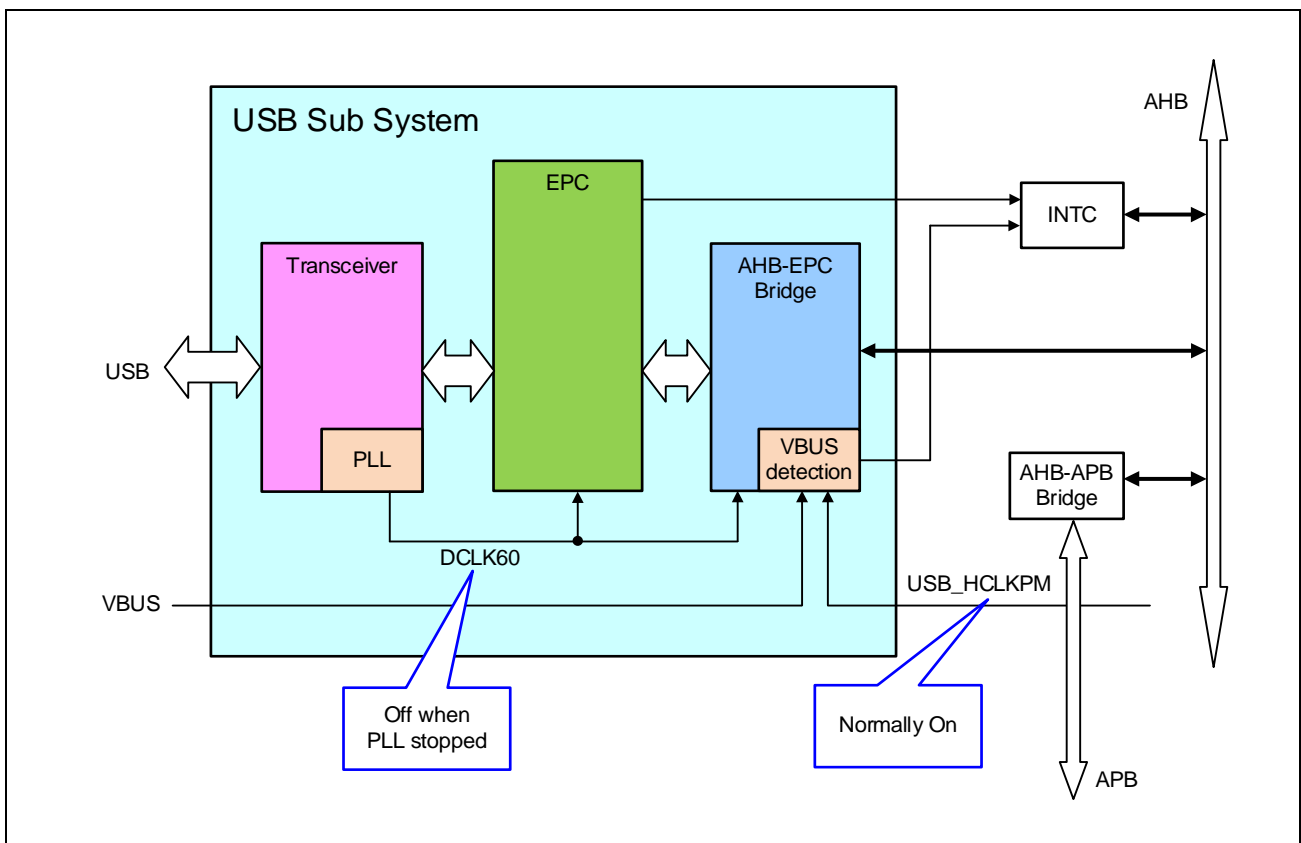 AHB
USB Sub System
EPC
INTC
Transceiver
AHB-EPC
Bridge
USB
PLL
VBUS
detection
AHB-APB
Bridge
DCLK60
USB_HCLKPM
VBUS
Off when
PLL stopped
Normally On
APB